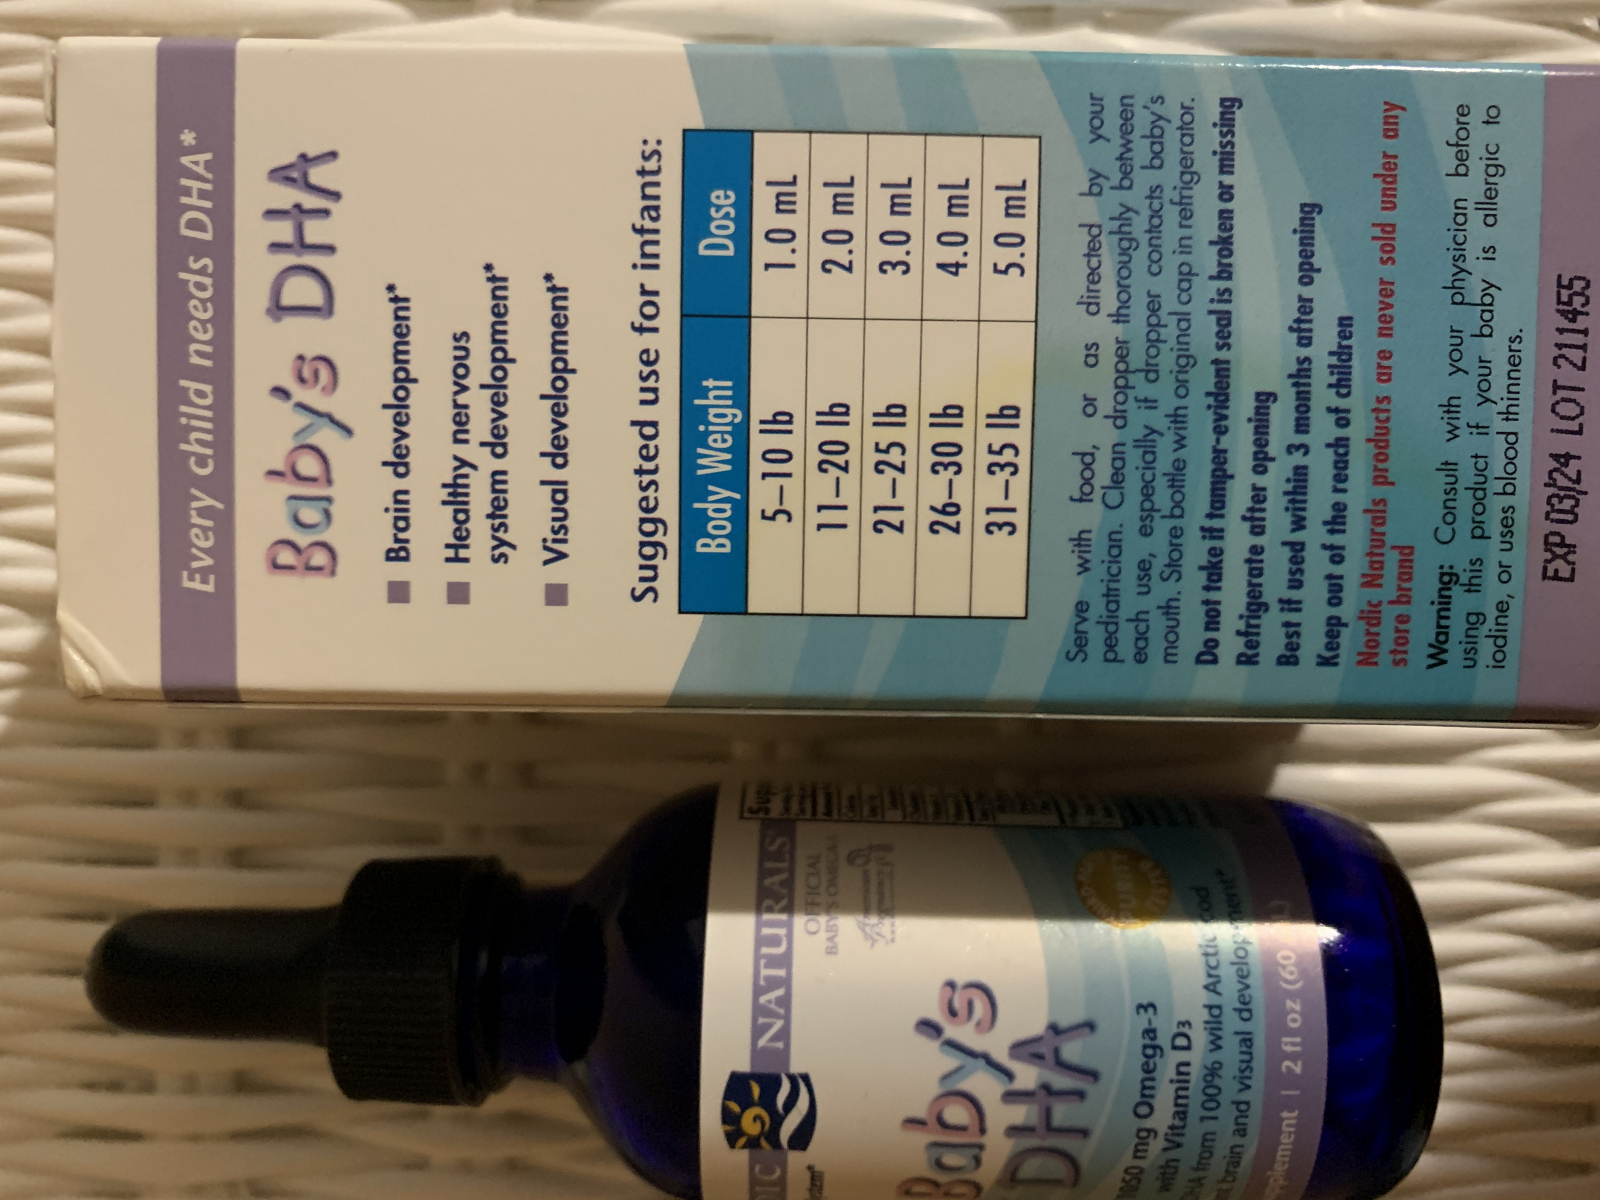 Every child needs DHA*
Baby's DHA
Brain development*
Healthy nervous
system development*
Visual development*
Suggested use for infants:
Body Weight Dose
5–10 lb 1.0 mL
11–20 lb 2.0 mL
21–25 lb 3.0 mL
26–30 lb 4.0 mL
31–35 lb 5.0 mL
Serve with food, or as directed by your
pediatrician. Clean dropper thoroughly between
each use, especially if dropper contacts baby's
mouth. Store bottle with original cap in refrigerator.
Do not take if tamper-evident seal is broken or missing
Refrigerate after opening
Best if used within 3 months after opening
Keep out of the reach of children
Nordic Naturals products are never sold under any
store brand
Warning: Consult with your physician before
using this product if your baby is allergic to
iodine, or uses blood thinners.
EXP 03/24 LOT 211455
NATURALS
OFFICIAL
BABY'S OMEGA
American
Pregnancy
Baby's
DHA
1050 mg Omega-3
with Vitamin D3
from 100% wild Arctic cod
brain and visual development*
2 fl oz (60
PURITY